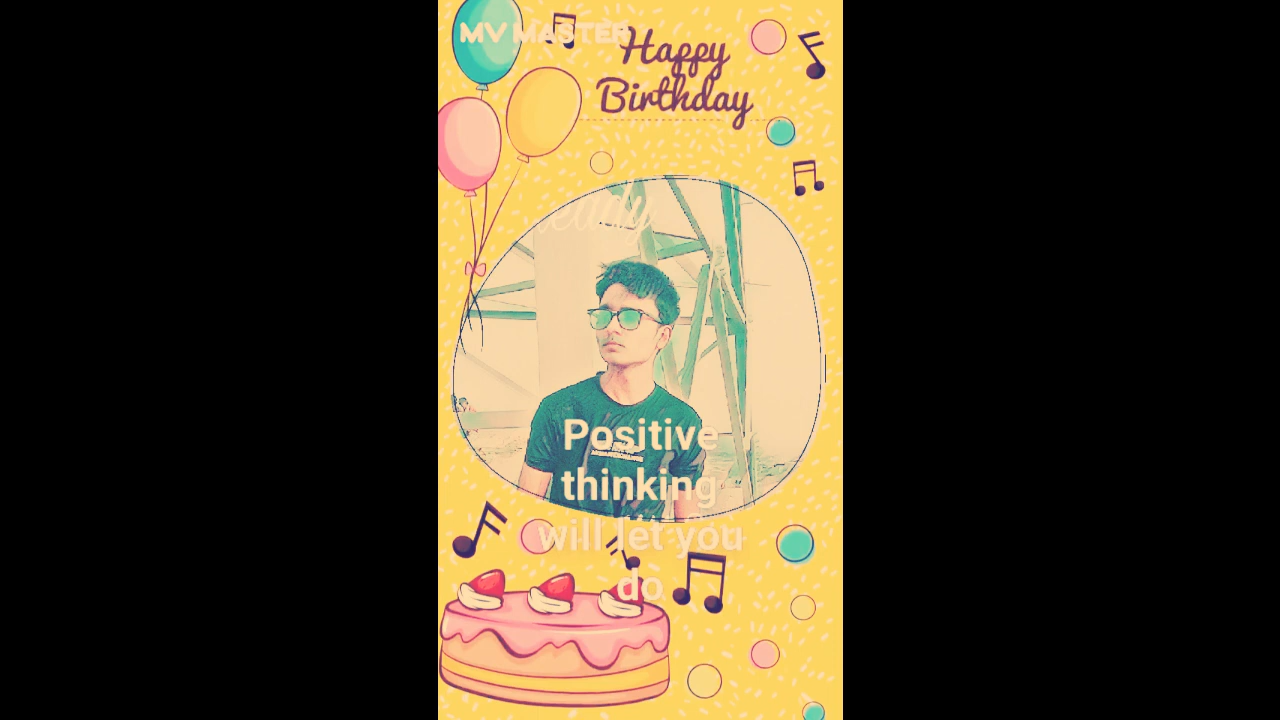 MV MASTER
Happy
Birthday
Positive
thinking
will let you
do